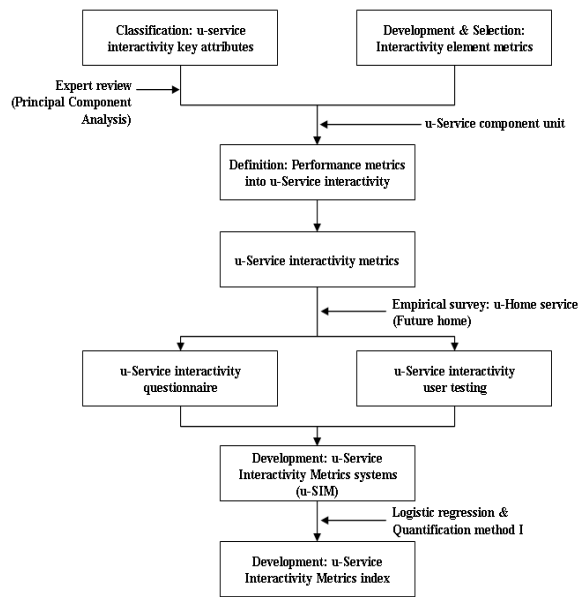 Classification: u-service
interactivity key attributes
Development & Selection:
Interactivity element metrics
Expert review
(Principal Component
Analysis)
u-Service component unit
Definition: Performance metrics
into u-Service interactivity
u-Service interactivity metrics
Empirical survey: u-Home service
(Future home)
u-Service interactivity
questionnaire
u-Service interactivity
user testing
Development: u-Service
Interactivity Metrics systems
(u-SIM)
Logistic regression &
Quantification method I
Development: u-Service
Interactivity Metrics index